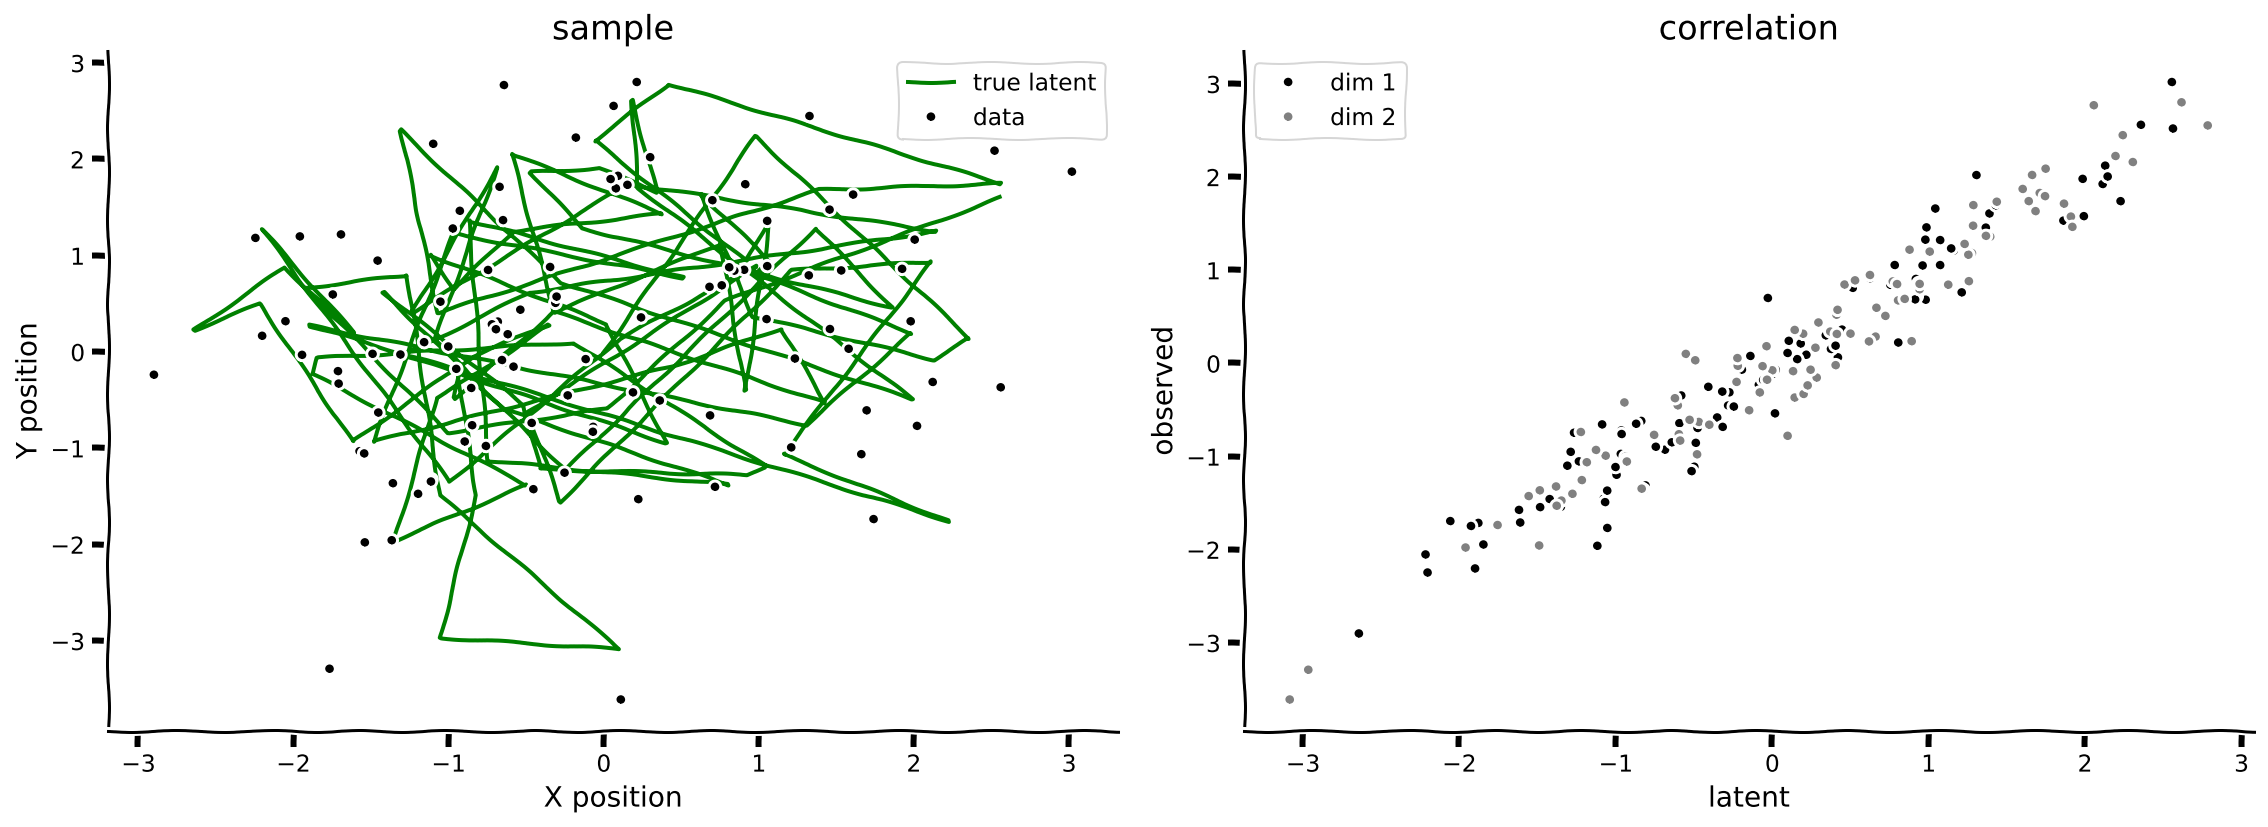 sample
3
2
1
0
−1
−2
−3
Y position
true latent
data
−3
−2
−1
0
1
2
3
X position
correlation
3
2
1
0
−1
−2
−3
observed
dim 1
dim 2
−3
−2
−1
0
1
2
3
latent